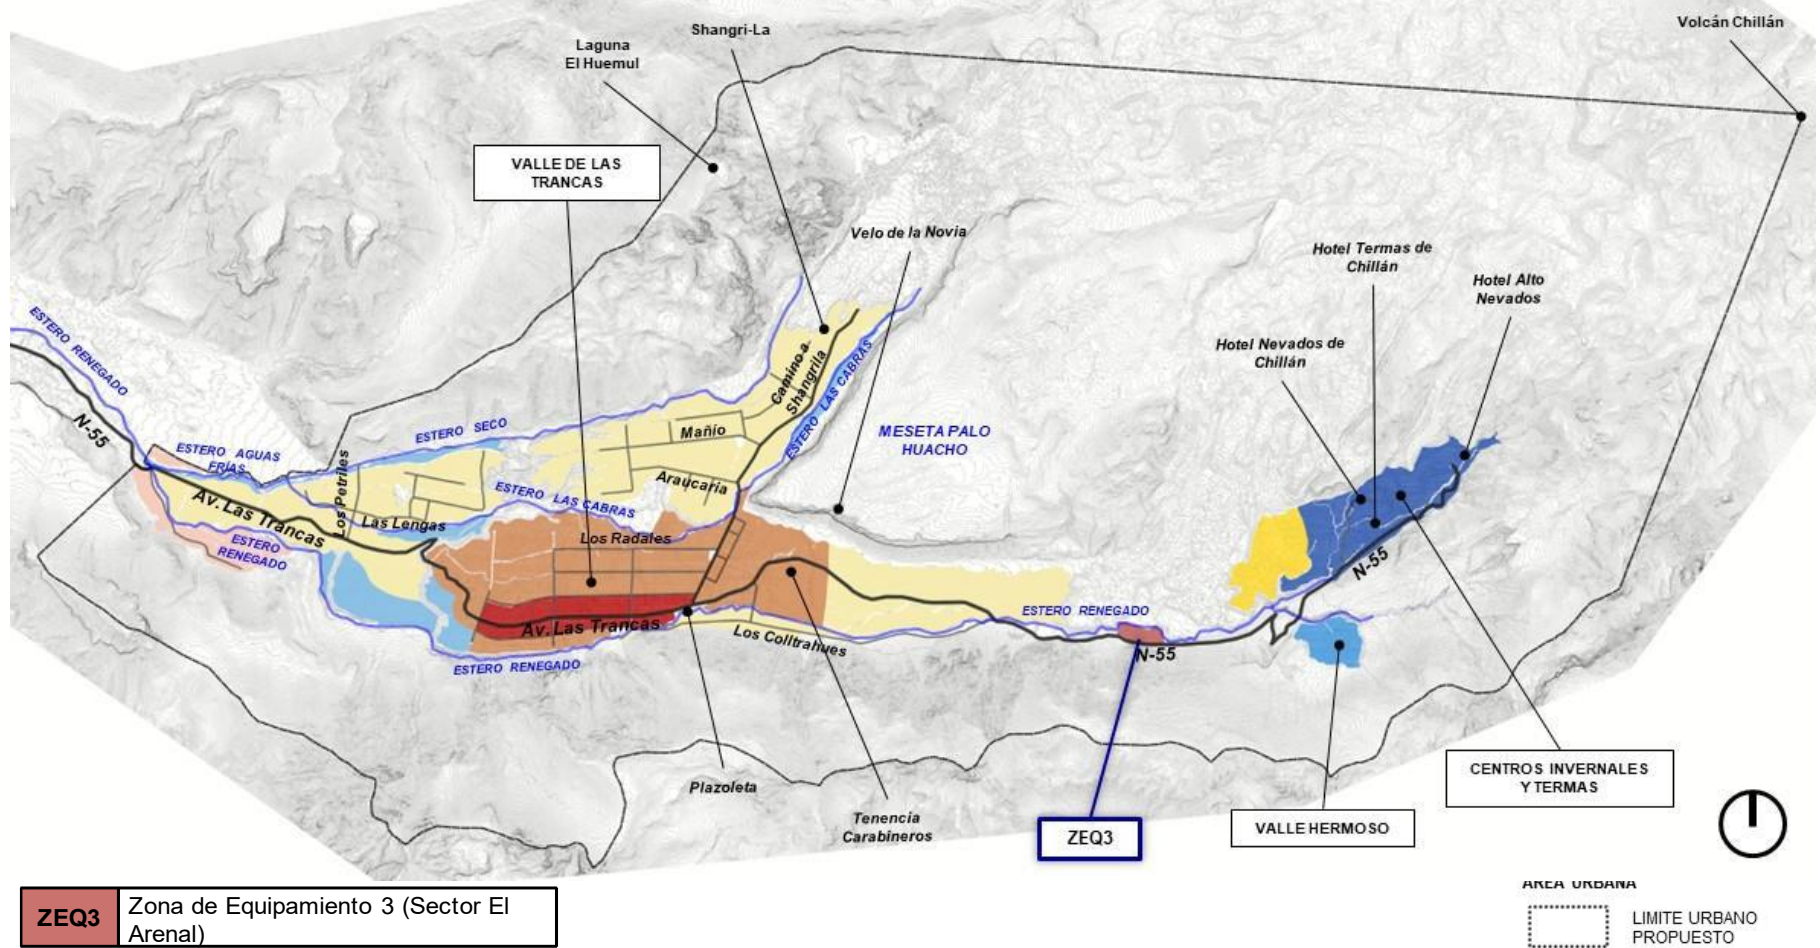 Shangri-La
Volcán Chillán
Laguna
El Huemul
VALLE DE LAS
TRANCAS
Velo de la Novia
Hotel Termas de
Chillán
Hotel Alto
Nevados
Hotel Nevados de
Chillán
ESTERO RENEGADO
N-55
ESTERO AGUAS
FRÍAS
ESTERO SECO
Camino a
Shangrila
ESTERO LAS CABRAS
MESETA PALO
HUACHO
Mañío
Araucaria
Los Petriles
Av. Las Trancas
Las Lengas
ESTERO LAS CABRAS
Los Radales
ESTERO
RENEGADO
Av. Las Trancas
ESTERO RENEGADO
Los Colltrahues
ESTERO RENEGADO
N-55
N-55
Plazoleta
Tenencia
Carabineros
ZEQ3
VALLE HERMOSO
CENTROS INVERNALES
Y TERMAS
ZEQ3
Zona de Equipamiento 3 (Sector El
Arenal)
AREA URBANA
LIMITE URBANO
PROPUESTO